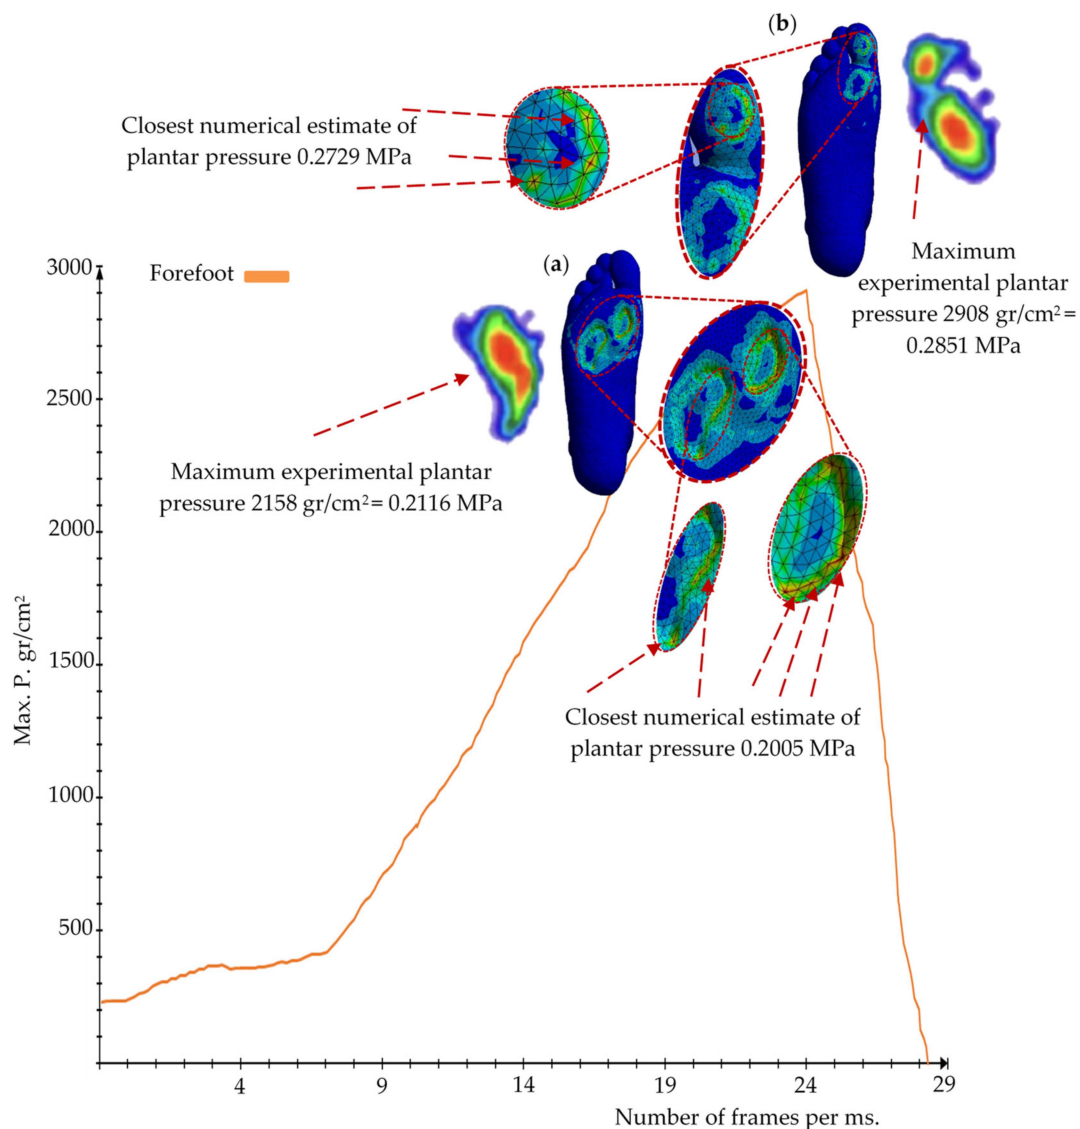 (b)
Closest numerical estimate of
plantar pressure 0.2729 MPa
Maximum
experimental plantar
pressure 2908 gr/cm²=
0.2851 MPa
3000
Forefoot
(a)
2500
Maximum experimental plantar
pressure 2158 gr/cm²= 0.2116 MPa
2000
Max. P. gr/cm²
1500
Closest numerical estimate of
plantar pressure 0.2005 MPa
1000
500
4 9 14 19 24 29
Number of frames per ms.